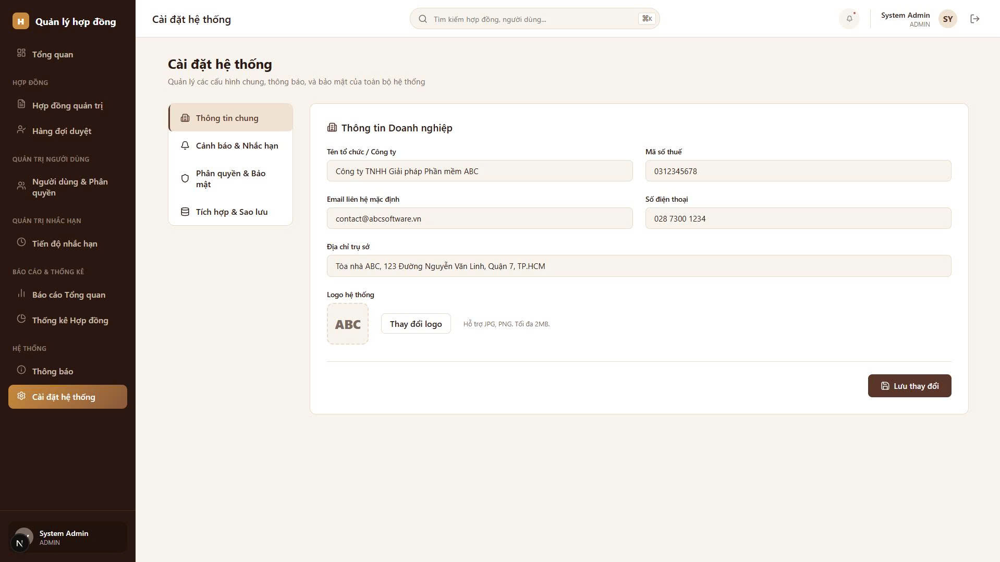 H
Quản lý hợp đồng
Tổng quan
HỢP ĐỒNG
Hợp đồng quản trị
Hàng đợi duyệt
QUẢN TRỊ NGƯỜI DÙNG
Người dùng & Phân
quyền
QUẢN TRỊ NHẮC HẠN
Tiến độ nhắc hạn
BÁO CÁO & THỐNG KÊ
Báo cáo Tổng quan
Thống kê Hợp đồng
HỆ THỐNG
Thông báo
Cài đặt hệ thống
N
System Admin
ADMIN
Cài đặt hệ thống
Tìm kiếm hợp đồng, người dùng...
⌘K
System Admin
ADMIN
SY
Cài đặt hệ thống
Quản lý các cấu hình chung, thông báo, và bảo mật của toàn bộ hệ thống
Thông tin chung
Cảnh báo & Nhắc hạn
Phân quyền & Bảo
mật
Tích hợp & Sao lưu
Thông tin Doanh nghiệp
Tên tổ chức / Công ty
Công ty TNHH Giải pháp Phần mềm ABC
Mã số thuế
0312345678
Email liên hệ mặc định
contact@abcsoftware.vn
Số điện thoại
028 7300 1234
Địa chỉ trụ sở
Tòa nhà ABC, 123 Đường Nguyễn Văn Linh, Quận 7, TP.HCM
Logo hệ thống
ABC
Thay đổi logo
Hỗ trợ JPG, PNG. Tối đa 2MB.
Lưu thay đổi